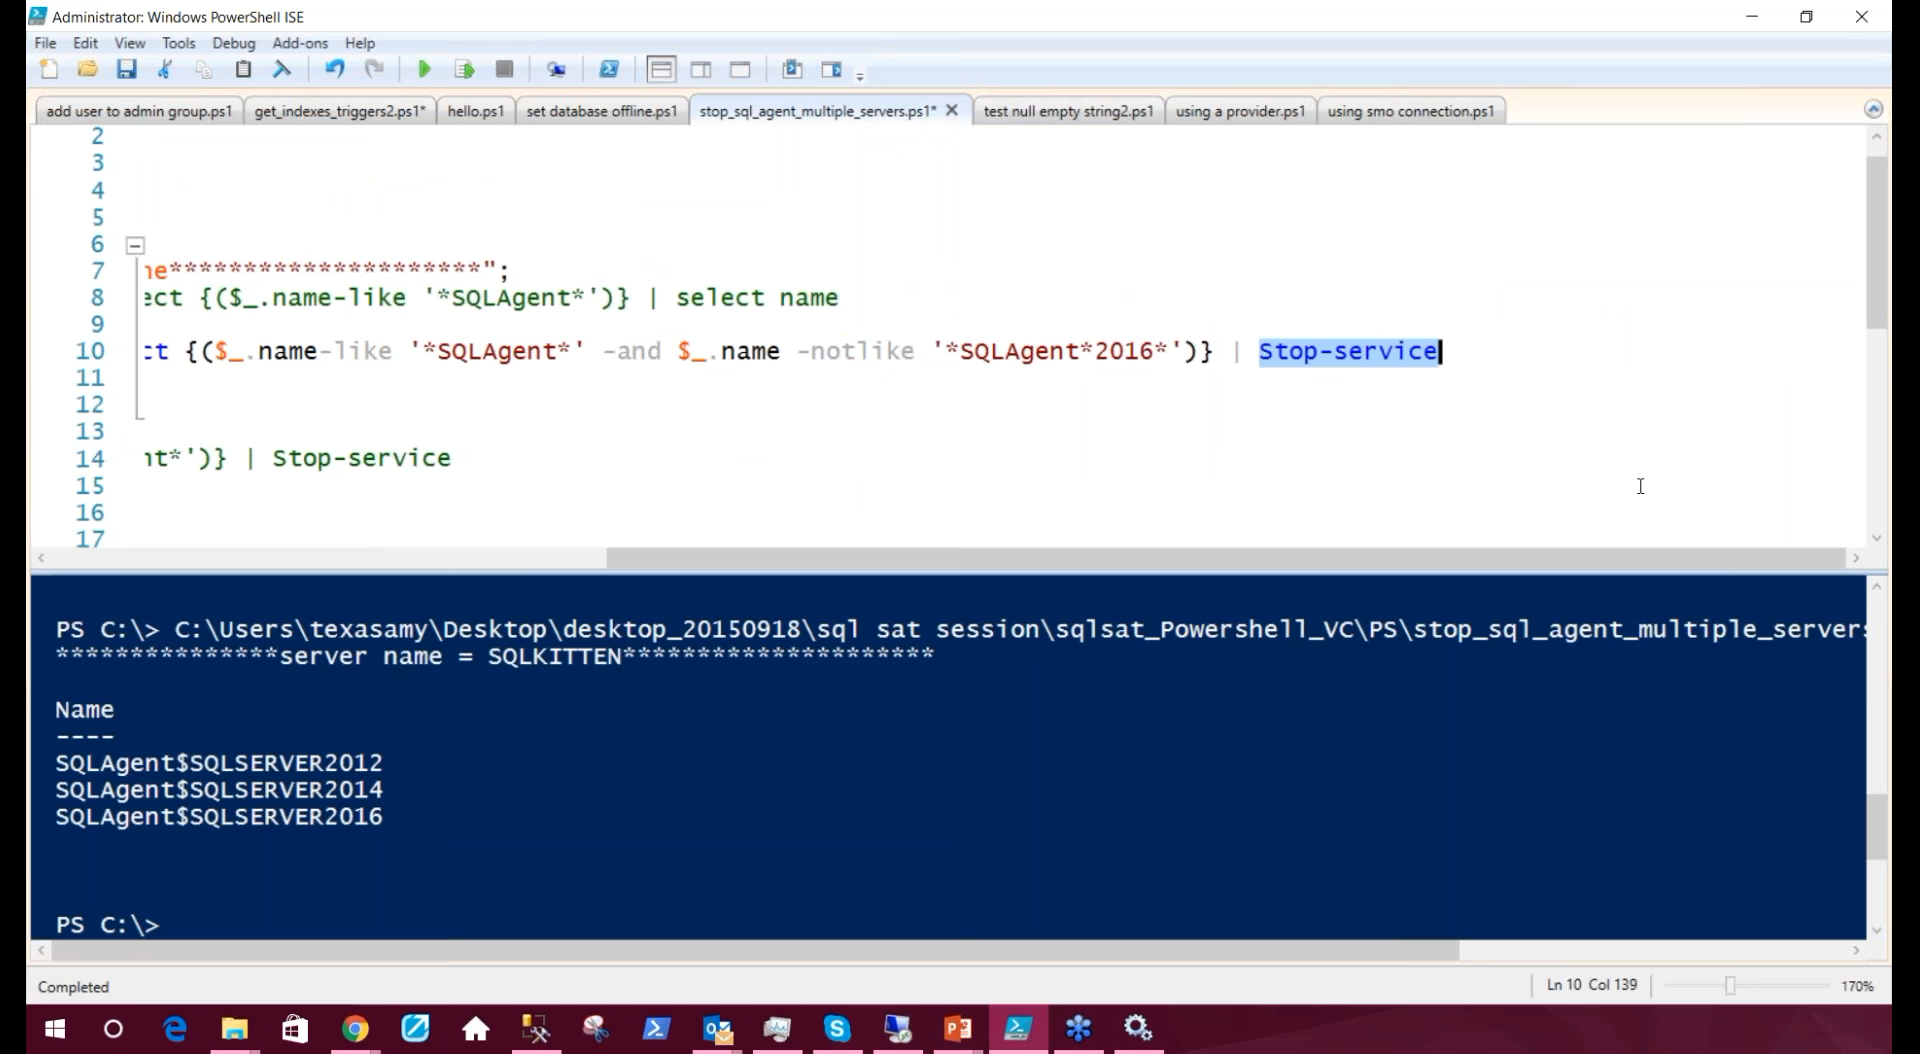 Administrator: Windows PowerShell ISE
File Edit View Tools Debug Add-ons Help
add user to admin group.ps1 get_indexes_triggers2.ps1* hello.ps1 set database offline.ps1 stop_sql_agent_multiple_servers.ps1* test null empty string2.ps1 using a provider.ps1 using smo connection.ps1
2
3
4
5
6
7 ne*********************";
8 ect {($_.name-like '*SQLAgent*')} | select name
9
10 ct {($_.name-like '*SQLAgent*' -and $_.name -notlike '*SQLAgent*2016*')} | Stop-service
11
12
13
14 nt*')} | Stop-service
15
16
17
PS C:\> C:\Users\texasamy\Desktop\desktop_20150918\sql sat session\sqlsat_Powershell_VC\PS\stop_sql_agent_multiple_servers
***************server name = SQLKITTEN*********************
Name
----
SQLAgent$SQLSERVER2012
SQLAgent$SQLSERVER2014
SQLAgent$SQLSERVER2016
PS C:\>
Completed Ln 10 Col 139 170%